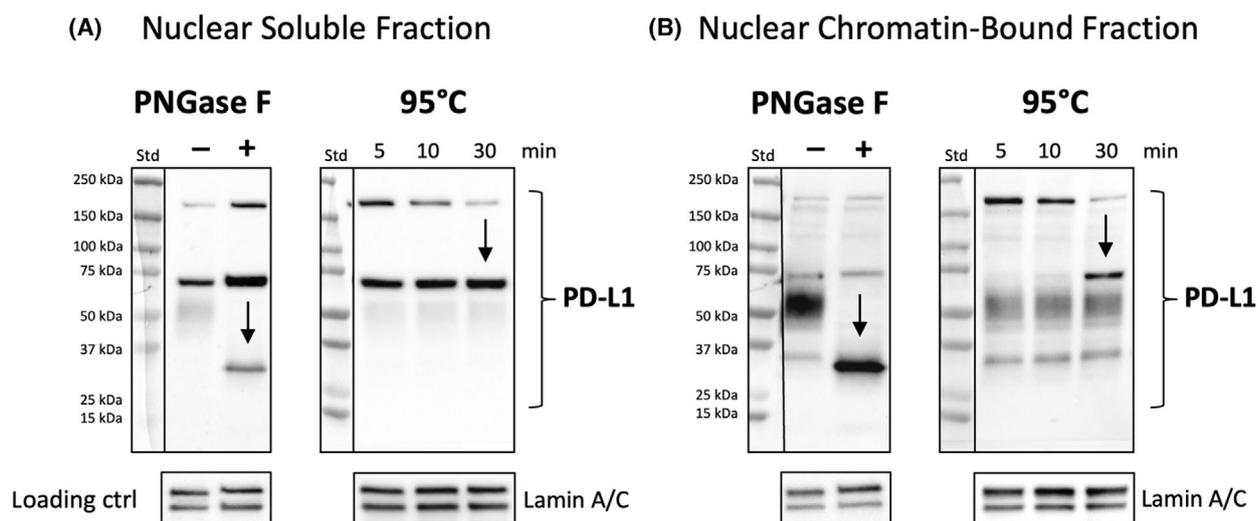 (A) Nuclear Soluble Fraction
PNGase F
Std − +
250 kDa
150 kDa
100 kDa
75 kDa
50 kDa
37 kDa
25 kDa
15 kDa
95°C
Std 5 10 30 min
PD-L1
Loading ctrl
Lamin A/C
(B) Nuclear Chromatin-Bound Fraction
PNGase F
Std − +
250 kDa
150 kDa
100 kDa
75 kDa
50 kDa
37 kDa
25 kDa
15 kDa
95°C
Std 5 10 30 min
PD-L1
Lamin A/C